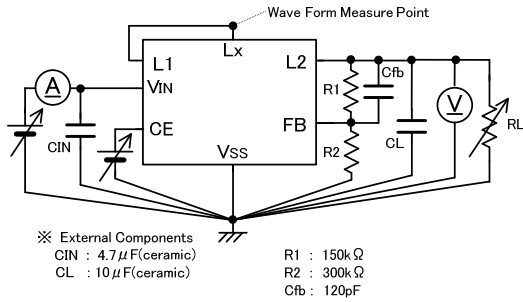 Wave Form Measure Point
Lx
L1
L2
A
VIN
R1
Cfb
V
CE
FB
RL
CIN
CL
VSS
R2
※ External Components
CIN : 4.7μF(ceramic)
CL : 10μF(ceramic)
R1 : 150kΩ
R2 : 300kΩ
Cfb : 120pF